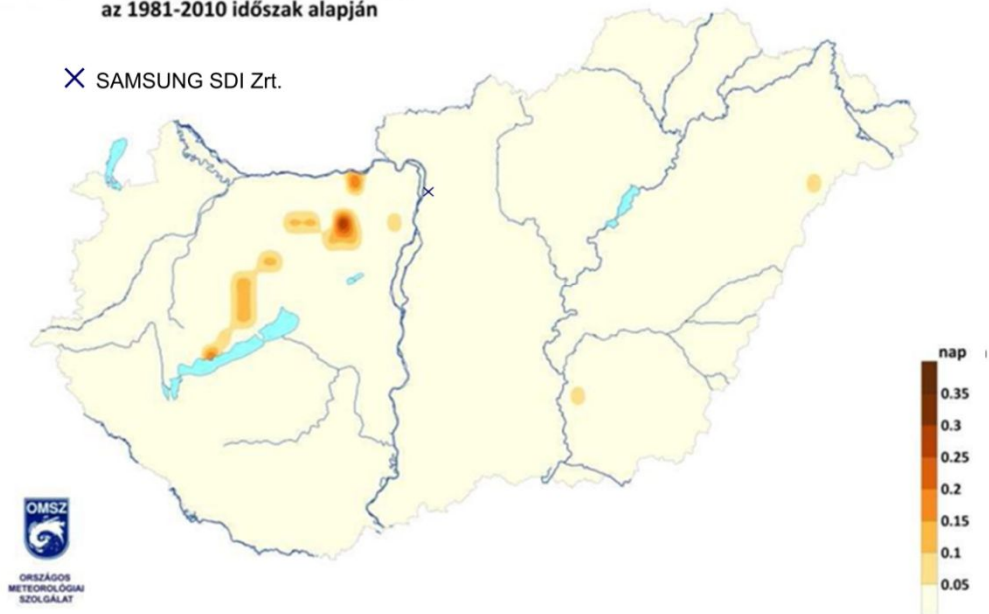 az 1981-2010 időszak alapján
SAMSUNG SDI Zrt.
nap
0.35
0.3
0.25
0.2
0.15
0.1
0.05
OMSZ
ORSZÁGOS
METEOROLÓGIAI
SZOLGÁLAT